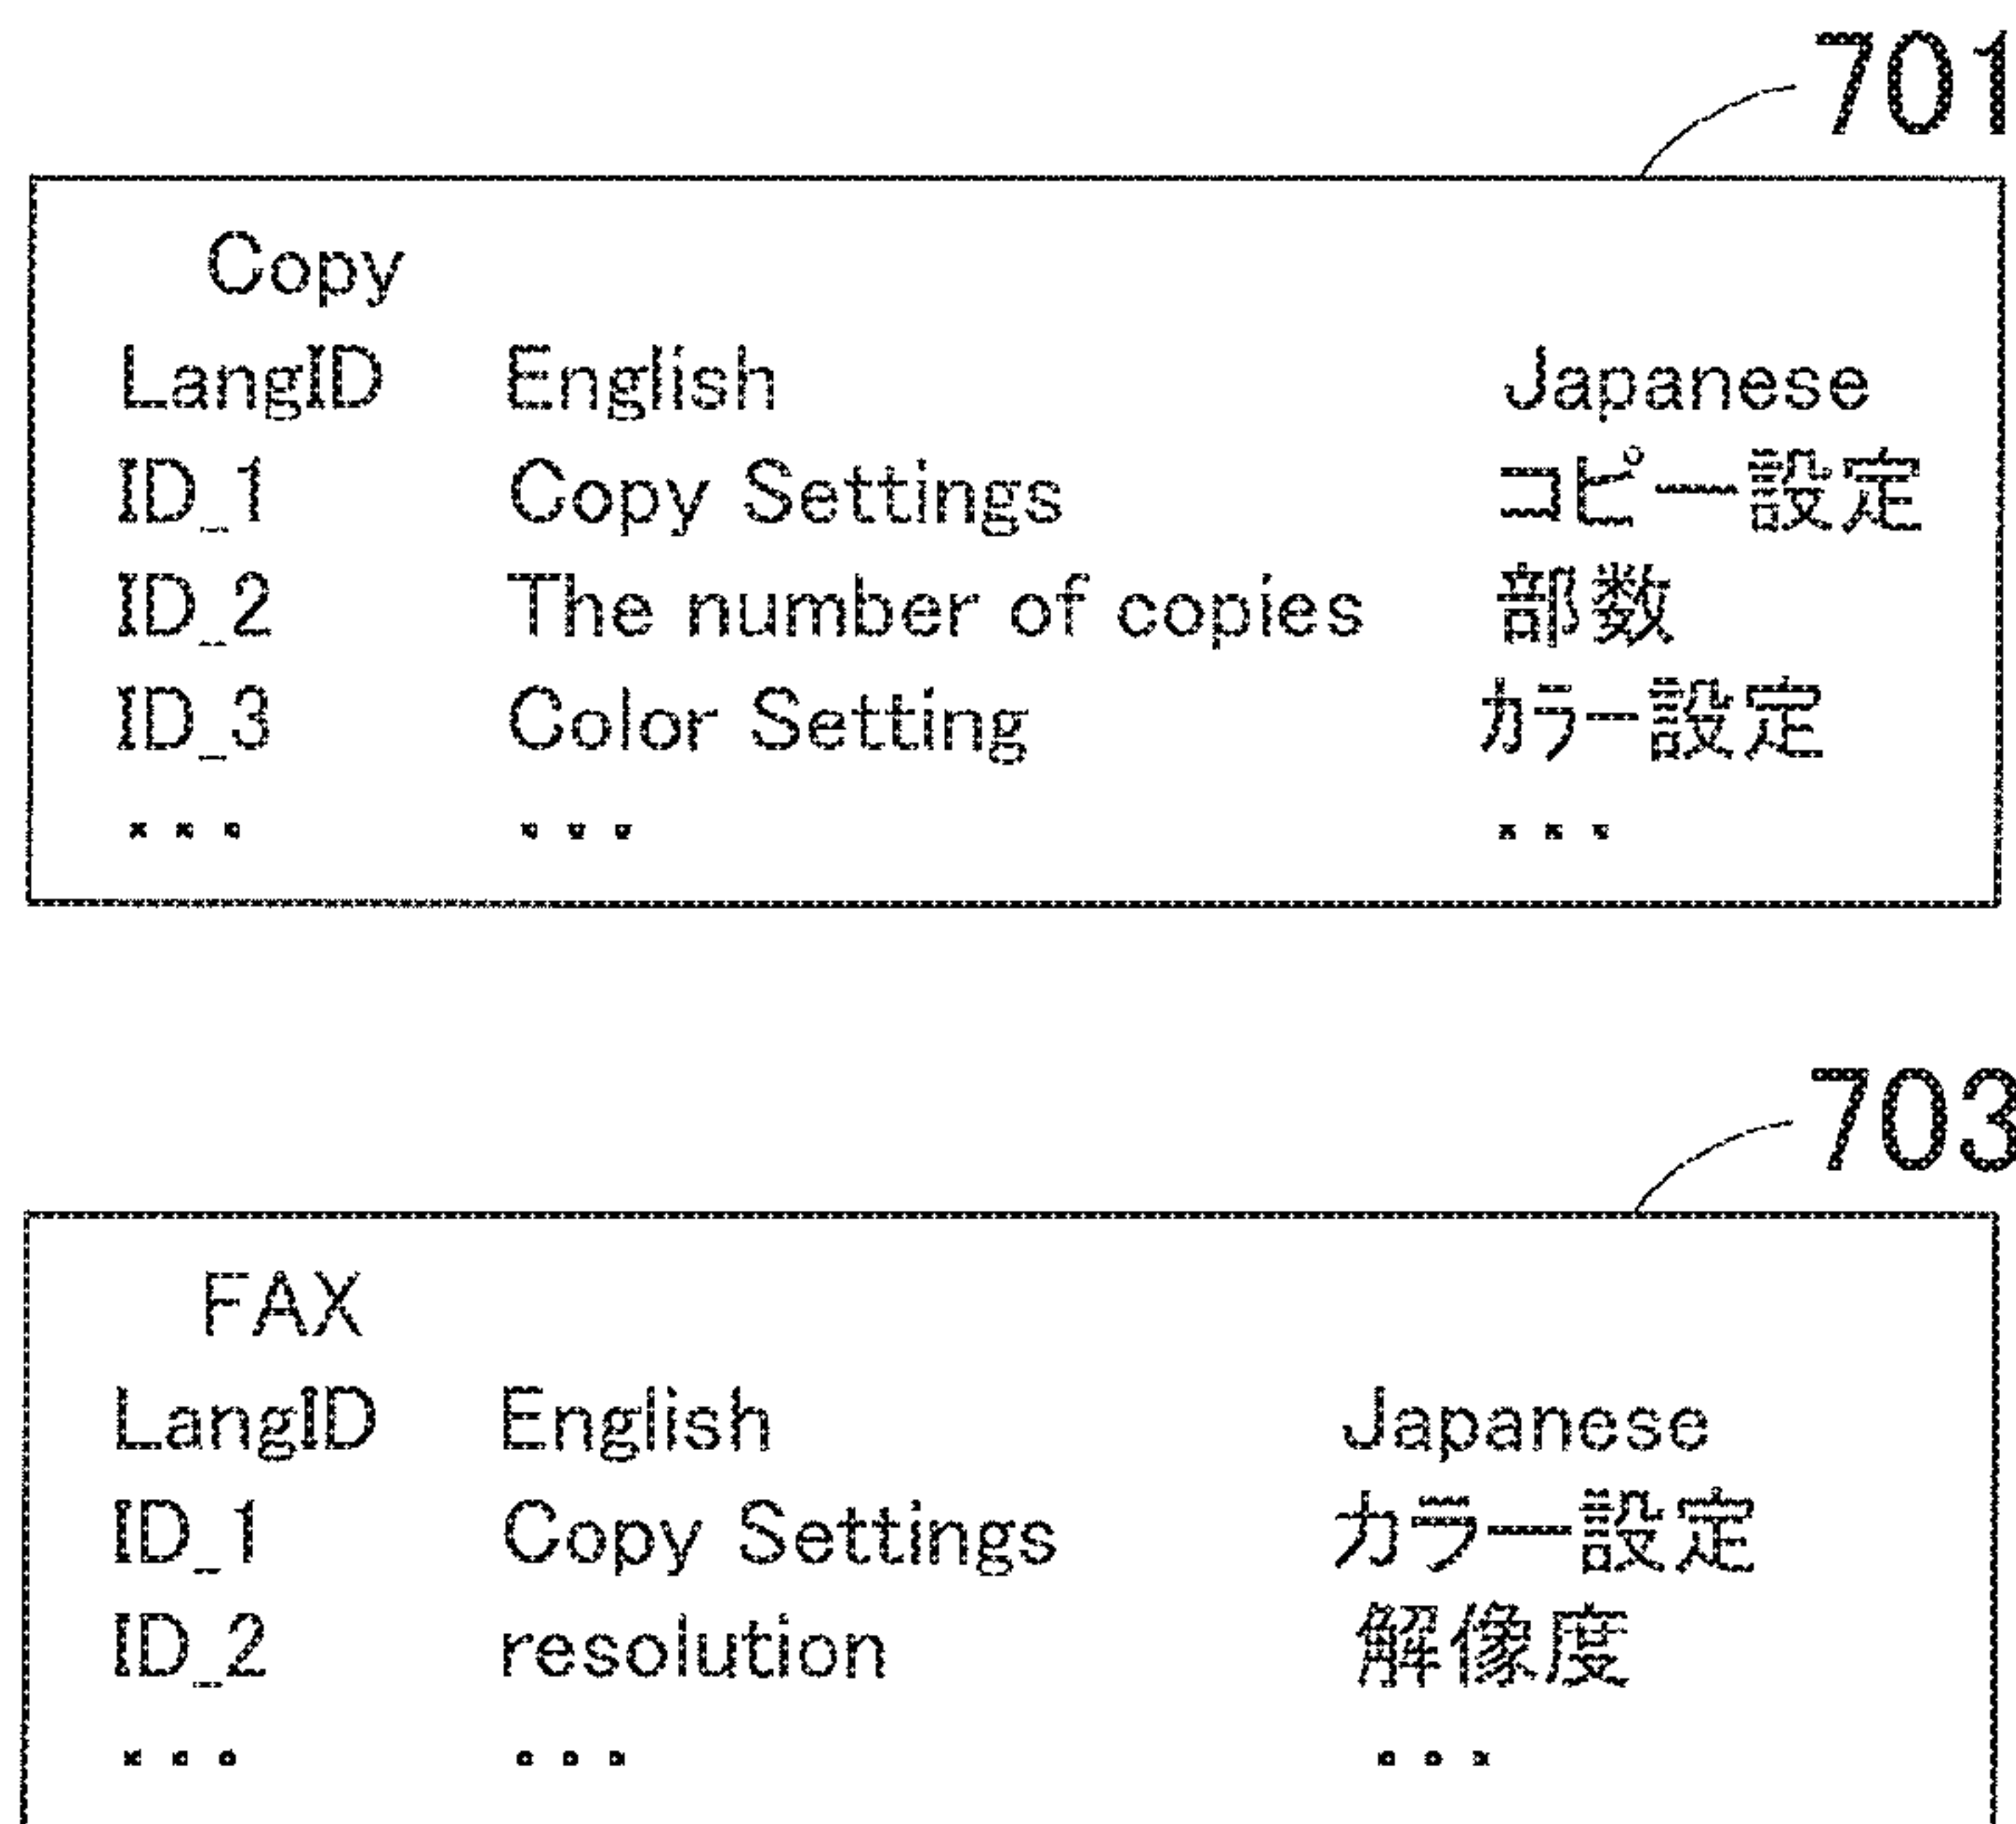 701
Copy
LangID English Japanese
ID_1 Copy Settings コピー設定
ID_2 The number of copies 部数
ID_3 Color Setting カラー設定
... ... ...
703
FAX
LangID English Japanese
ID_1 Copy Settings カラー設定
ID_2 resolution 解像度
... ... ...